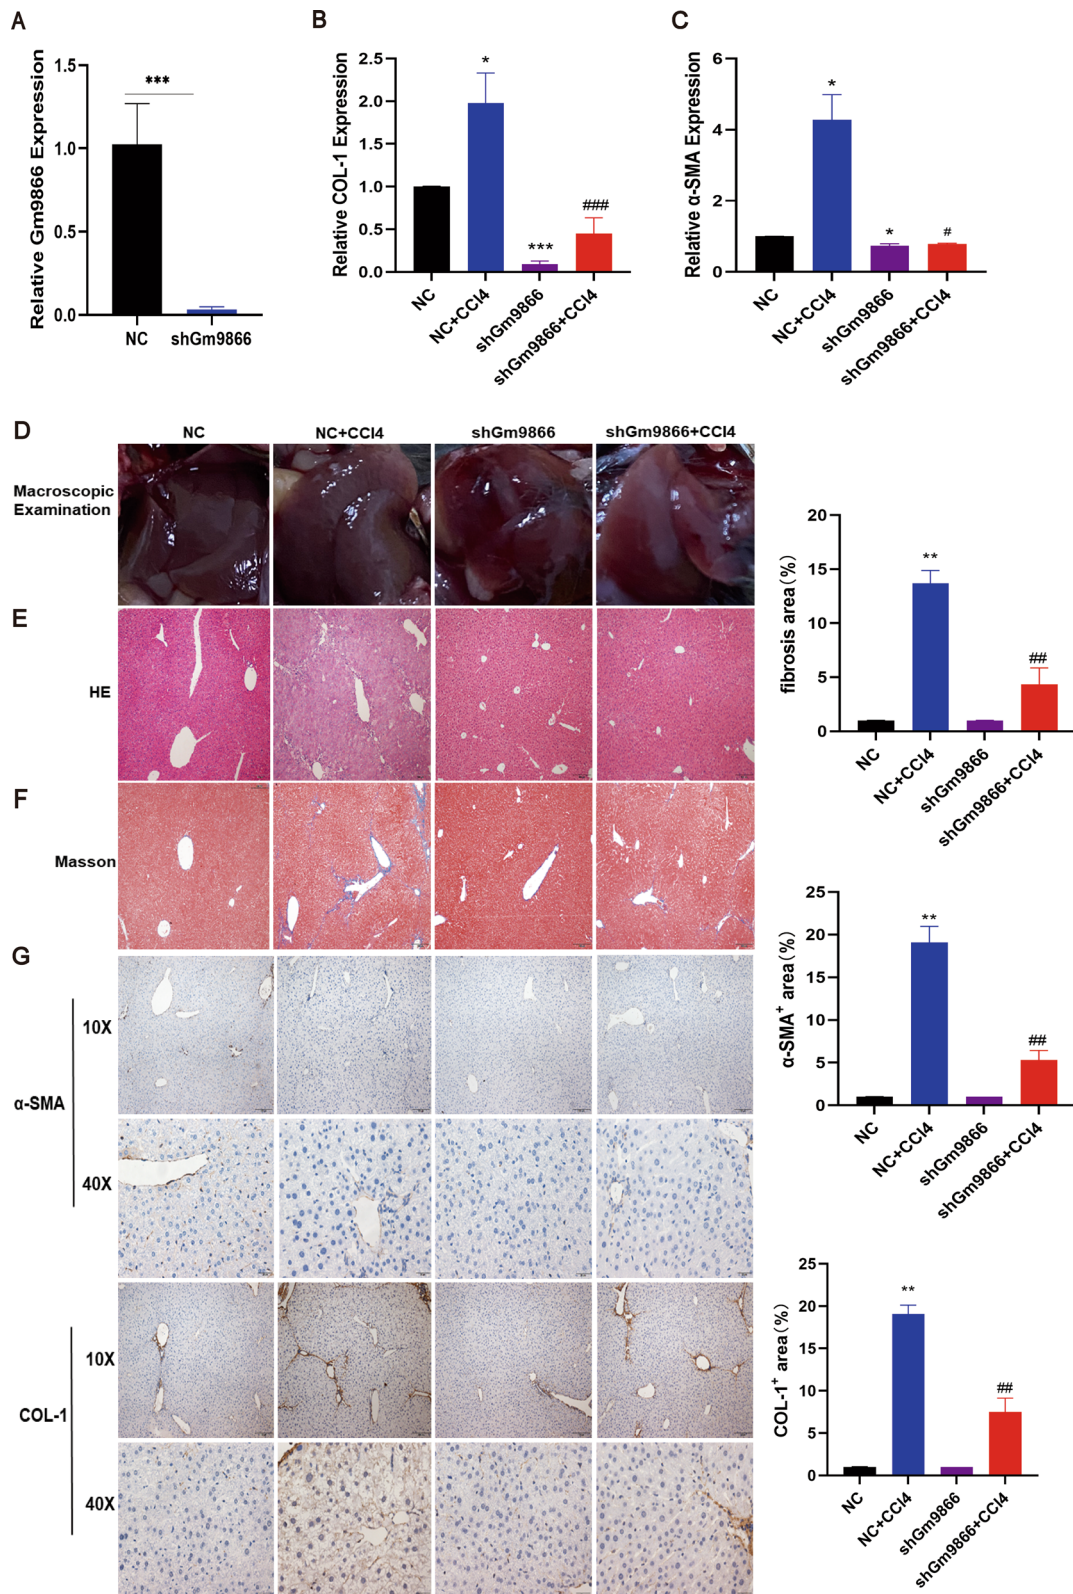 A
Relative Gm9866 Expression
1.5
1.0
0.5
0.0
***
NC
shGm9866
B
Relative COL-1 Expression
2.5
2.0
1.5
1.0
0.5
0.0
*
***
###
NC
NC+CCl4
shGm9866
shGm9866+CCl4
C
Relative α-SMA Expression
6
4
2
0
*
*
#
NC
NC+CCl4
shGm9866
shGm9866+CCl4
D
NC
NC+CCl4
shGm9866
shGm9866+CCl4
Macroscopic
Examination
E
HE
F
Masson
fibrosis area(%)
20
15
10
5
0
**
##
NC
NC+CCl4
shGm9866
shGm9866+CCl4
G
α-SMA
10X
40X
α-SMA⁺ area(%)
25
20
15
10
5
0
**
##
NC
NC+CCl4
shGm9866
shGm9866+CCl4
COL-1
10X
40X
COL-1⁺ area(%)
25
20
15
10
5
0
**
##
NC
NC+CCl4
shGm9866
shGm9866+CCl4